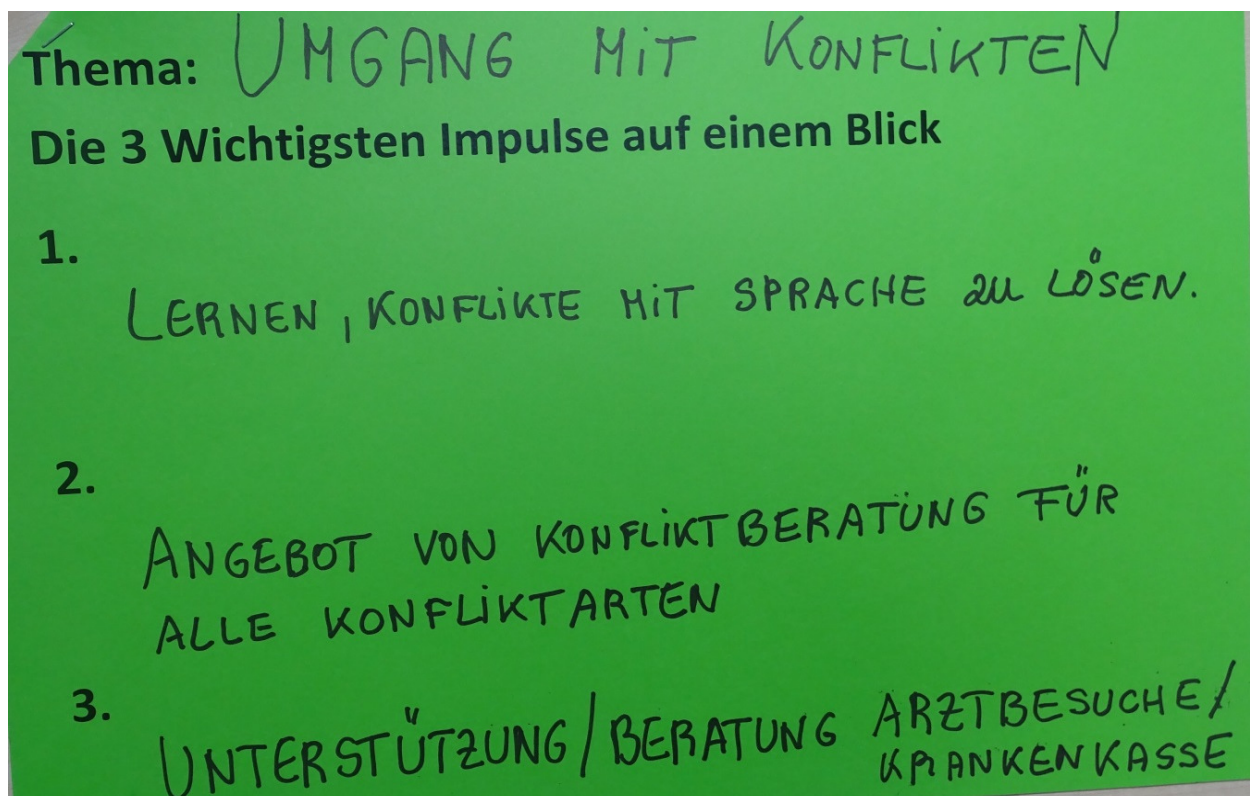 Thema: UMGANG MiT KONFLiKTEN
Die 3 Wichtigsten Impulse auf einem Blick
1.
LERNEN, KONFLiKTE MiT SPRACHE ZU LÖSEN.
2.
ANGEBOT VON KONFLiKTBERATUNG FÜR
ALLE KONFLiKTARTEN
3.
UNTERSTÜTZUNG/BERATUNG ARZTBESUCHE/
KRANKENKASSE